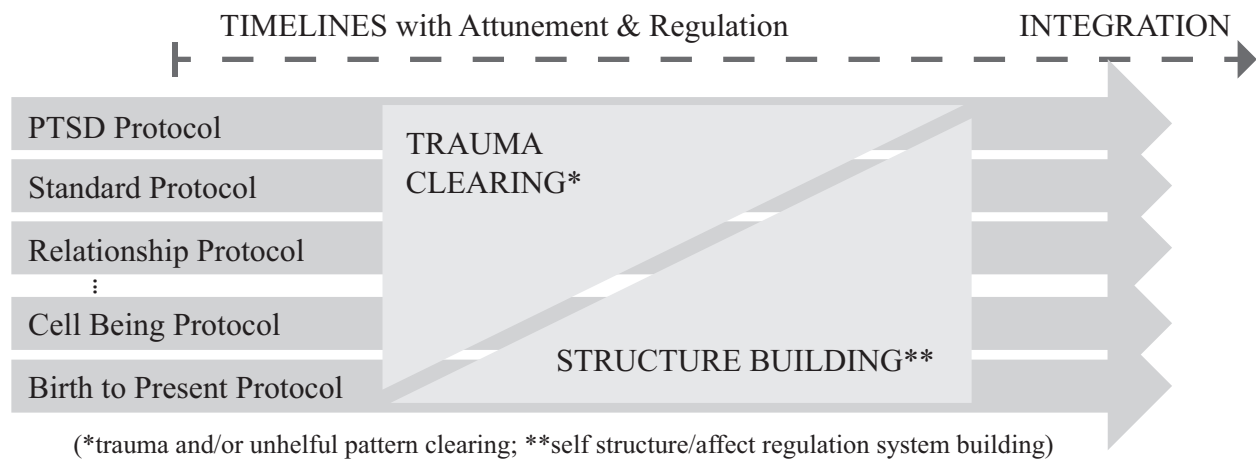 TIMELINES with Attunement & Regulation INTEGRATION
PTSD Protocol
TRAUMA
CLEARING*
Standard Protocol
Relationship Protocol
⋮
Cell Being Protocol
STRUCTURE BUILDING**
Birth to Present Protocol
(*trauma and/or unhelful pattern clearing; **self structure/affect regulation system building)